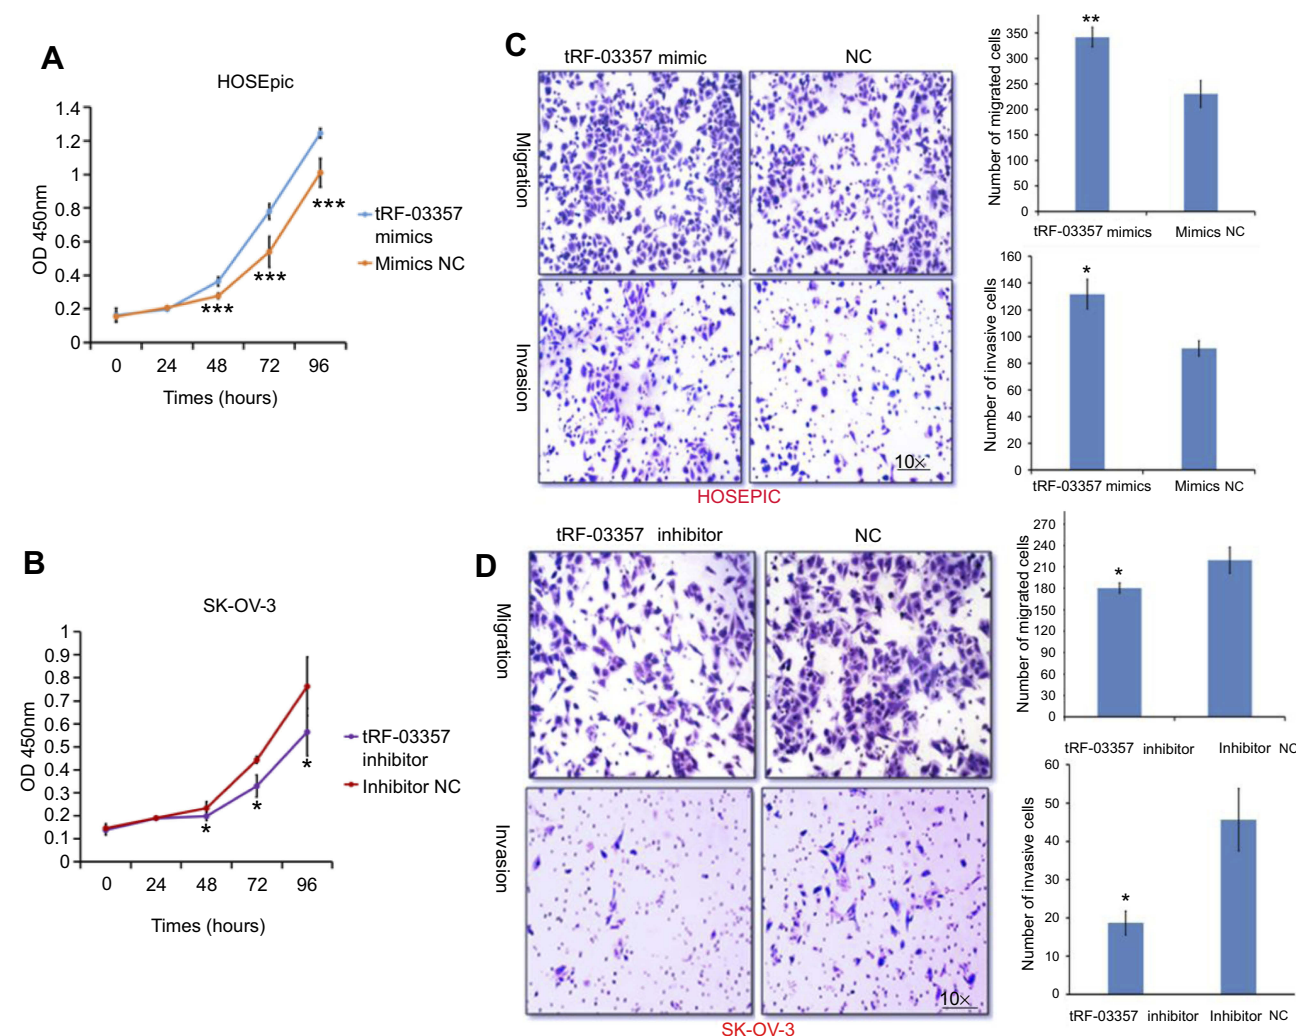 A
HOSEpic
OD 450nm
1.4
1.2
1
0.8
0.6
0.4
0.2
0
***
***
***
0 24 48 72 96
Times (hours)
tRF-03357
mimics
Mimics NC
B
SK-OV-3
OD 450nm
1
0.9
0.8
0.7
0.6
0.5
0.4
0.3
0.2
0.1
0
*
*
*
0 24 48 72 96
Times (hours)
tRF-03357
inhibitor
Inhibitor NC
C
tRF-03357 mimic NC
Migration
Invasion
10×
HOSEPIC
Number of migrated cells
350
300
250
200
150
100
50
0
**
tRF-03357 mimics Mimics NC
Number of invasive cells
160
140
120
100
80
60
40
20
0
*
tRF-03357 mimics Mimics NC
D
tRF-03357 inhibitor NC
Migration
Invasion
10×
SK-OV-3
Number of migrated cells
270
240
210
180
150
120
90
60
30
0
*
tRF-03357 inhibitor Inhibitor NC
Number of invasive cells
60
50
40
30
20
10
0
*
tRF-03357 inhibitor Inhibitor NC